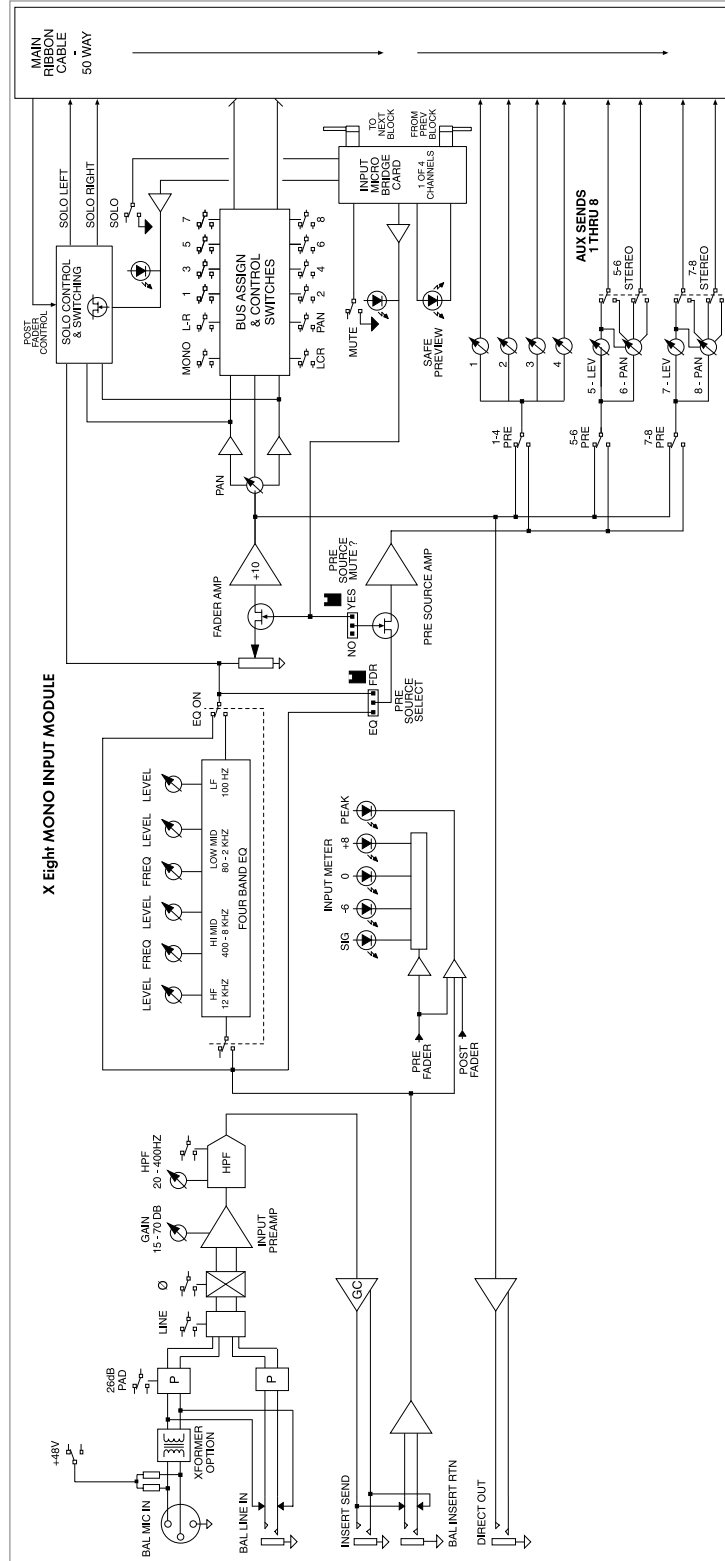 X Eight MONO INPUT MODULE
+48V
BAL MIC IN
XFORMER
OPTION
26dB
PAD
P
BAL LINE IN
P
LINE
Ø
GAIN
15 - 70 DB
INPUT
PREAMP
HPF
20 - 400HZ
HPF
INSERT SEND
GC
BAL INSERT RTN
DIRECT OUT
LEVEL
FREQ
LEVEL
FREQ
LEVEL
LEVEL
HF
12 KHZ
HI MID
400 - 8 KHZ
LOW MID
80 - 2 KHZ
LF
100 HZ
FOUR BAND EQ
EQ ON
INPUT METER
SIG
-6
0
+8
PEAK
PRE
FADER
POST
FADER
EQ
FDR
PRE
SOURCE
SELECT
NO
YES
PRE
SOURCE
MUTE ?
FADER AMP
+10
PRE SOURCE AMP
PAN
POST
FADER
CONTROL
SOLO CONTROL
& SWITCHING
SOLO LEFT
SOLO RIGHT
SOLO
MONO
L-R
1
3
5
7
BUS ASSIGN
& CONTROL
SWITCHES
LCR
PAN
2
4
6
8
MUTE
SAFE
PREVIEW
INPUT
MICRO
BRIDGE
CARD
1 OF 4
CHANNELS
TO
NEXT
BLOCK
FROM
PREV
BLOCK
1-4
PRE
5-6
PRE
7-8
PRE
1
2
3
4
5 - LEV
6 - PAN
7 - LEV
8 - PAN
AUX SENDS
1 THRU 8
5-6
STEREO
7-8
STEREO
MAIN
RIBBON
CABLE
-
50 WAY